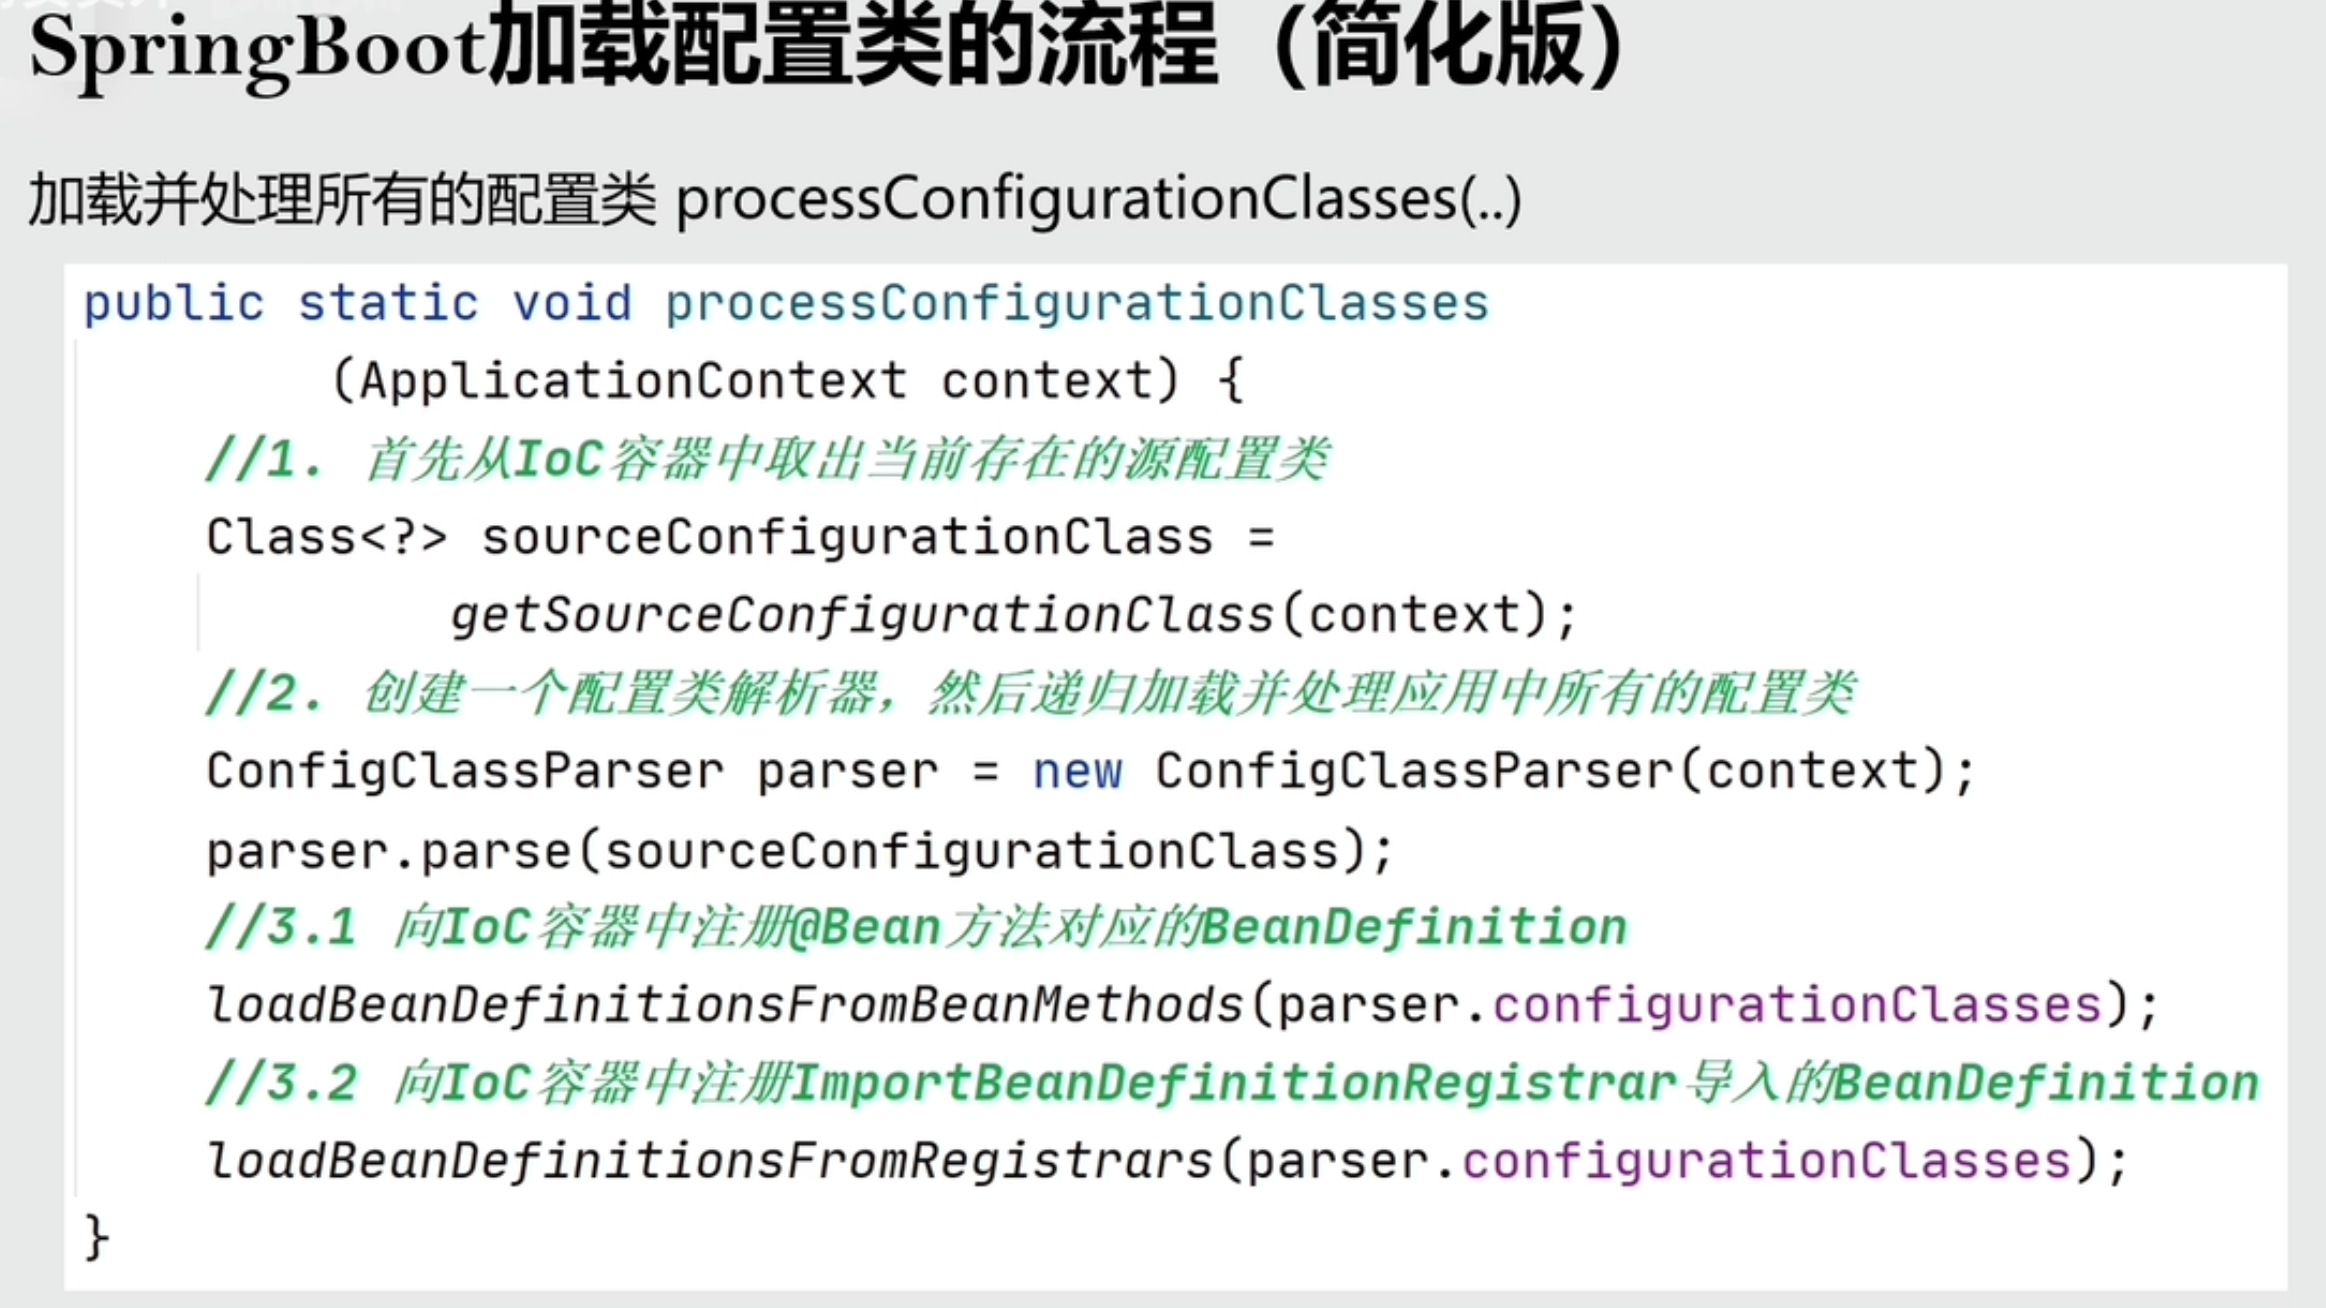 SpringBoot加载配置类的流程（简化版）
加载并处理所有的配置类 processConfigurationClasses(..)
public static void processConfigurationClasses
(ApplicationContext context) {
//1. 首先从IoC容器中取出当前存在的源配置类
Class<?> sourceConfigurationClass =
getSourceConfigurationClass(context);
//2. 创建一个配置类解析器，然后递归加载并处理应用中所有的配置类
ConfigClassParser parser = new ConfigClassParser(context);
parser.parse(sourceConfigurationClass);
//3.1 向IoC容器中注册@Bean方法对应的BeanDefinition
loadBeanDefinitionsFromBeanMethods(parser.configurationClasses);
//3.2 向IoC容器中注册ImportBeanDefinitionRegistrar导入的BeanDefinition
loadBeanDefinitionsFromRegistrars(parser.configurationClasses);
}